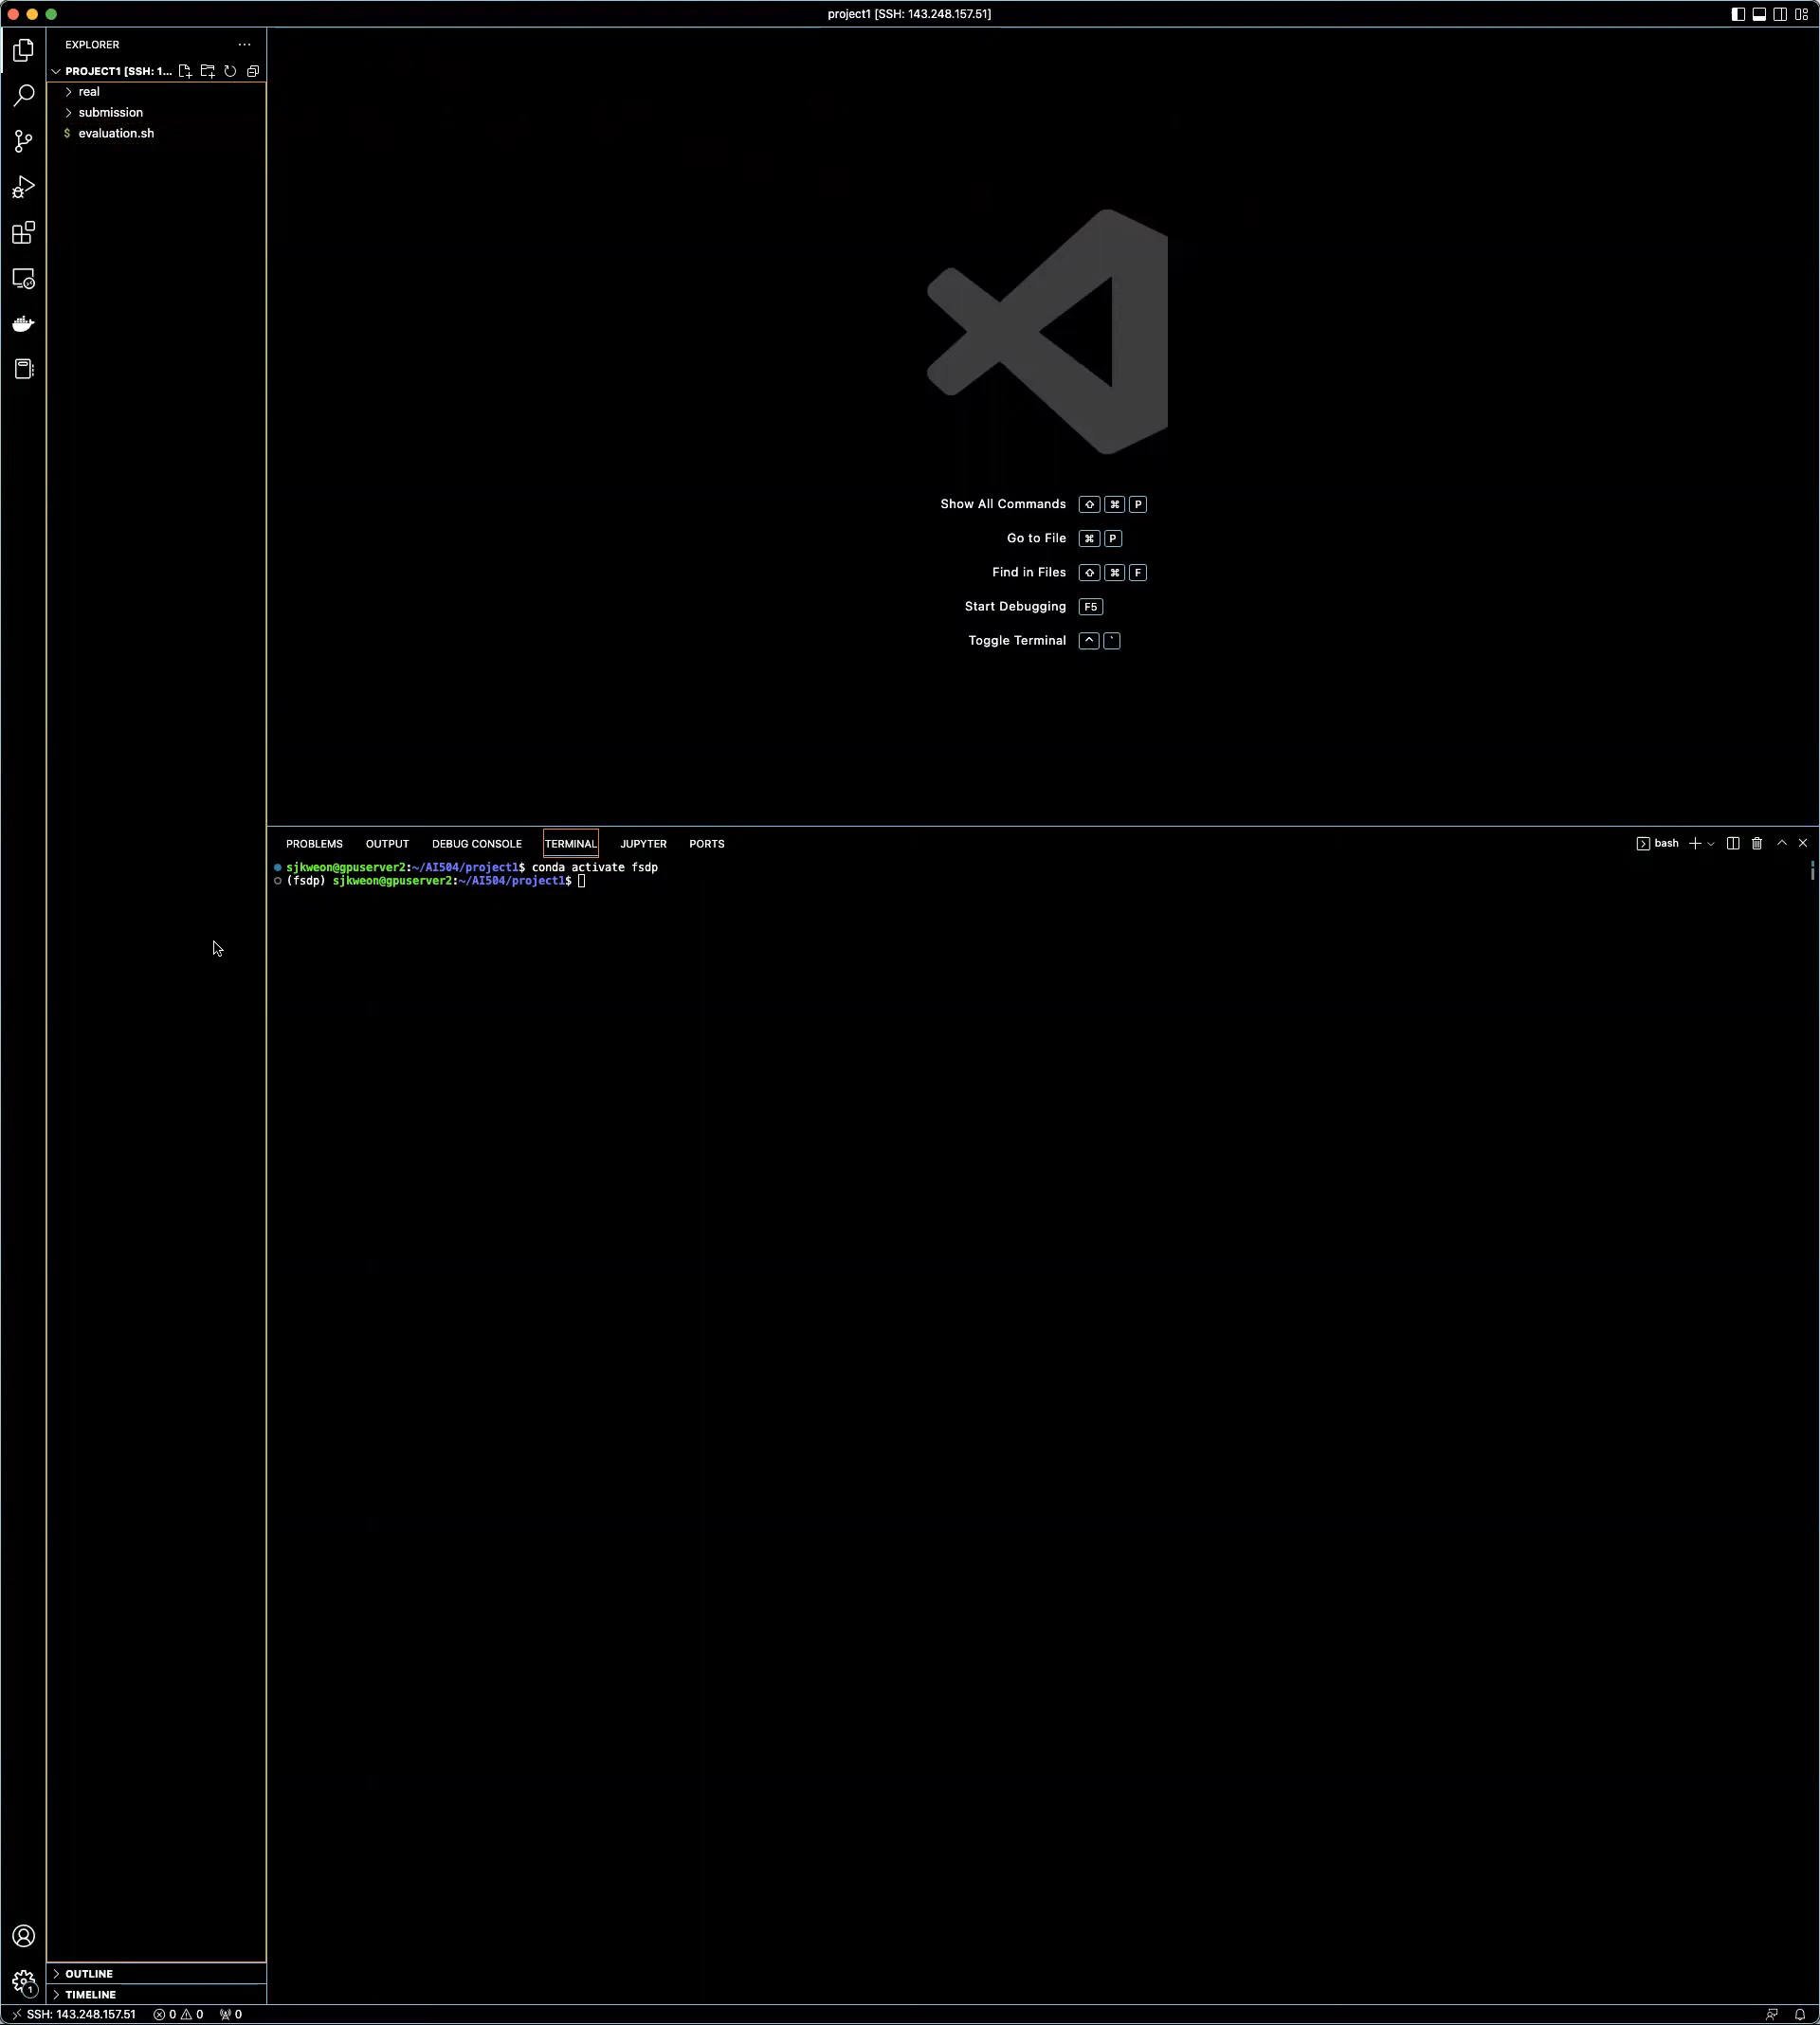 project1 [SSH: 143.248.157.51]
EXPLORER
PROJECT1 [SSH: 1...
real
submission
$ evaluation.sh
Show All Commands ⇧ ⌘ P
Go to File ⌘ P
Find in Files ⇧ ⌘ F
Start Debugging F5
Toggle Terminal ^ `
PROBLEMS OUTPUT DEBUG CONSOLE TERMINAL JUPYTER PORTS
bash
sjkweon@gpuserver2:~/AI504/project1$ conda activate fsdp
(fsdp) sjkweon@gpuserver2:~/AI504/project1$
1
OUTLINE
TIMELINE
SSH: 143.248.157.51 0 0 0